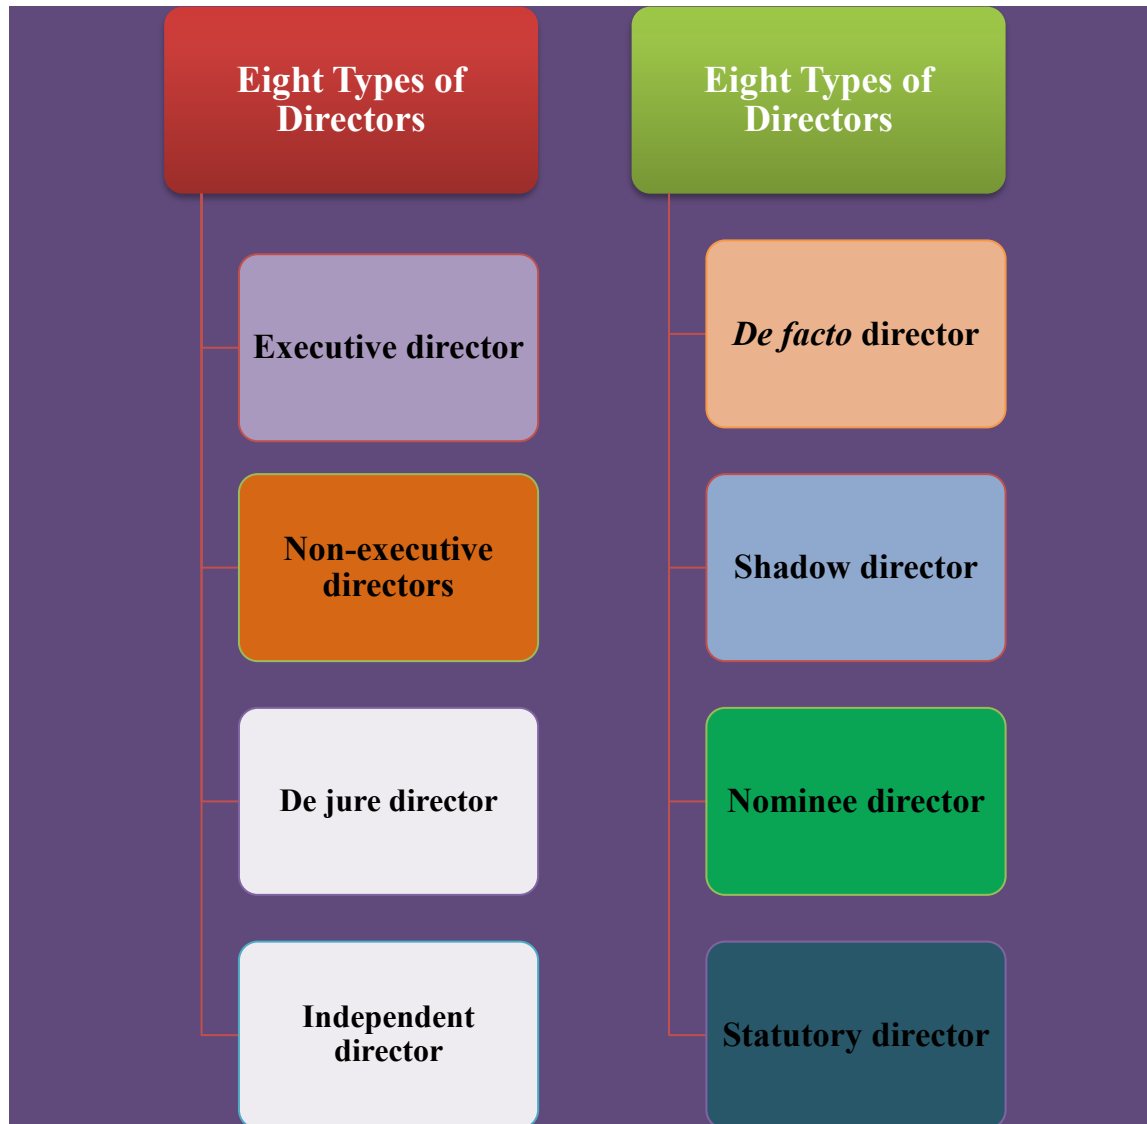 Eight Types of
Directors
Executive director
Non-executive
directors
De jure director
Independent
director
Eight Types of
Directors
De facto director
Shadow director
Nominee director
Statutory director